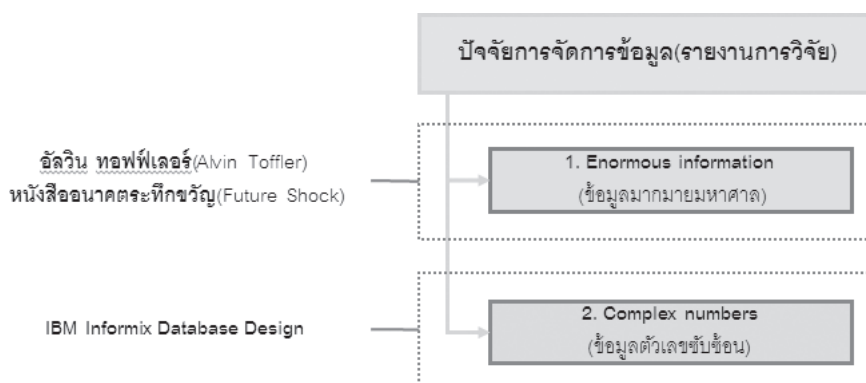 ปัจจัยการจัดการข้อมูล(รายงานการวิจัย)
อัลวิน ทอฟฟ์เลอร์(Alvin Toffler)
หนังสืออนาคตระทึกขวัญ(Future Shock)
1. Enormous information
(ข้อมูลมากมายมหาศาล)
IBM Informix Database Design
2. Complex numbers
(ข้อมูลตัวเลขซับซ้อน)